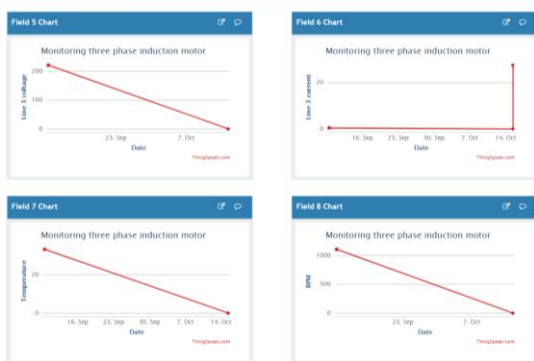 Field 5 Chart
Monitoring three phase induction motor
Line 3 voltage
200
100
0
23. Sep
7. Oct
Date
ThingSpeak.com
Field 6 Chart
Monitoring three phase induction motor
Line 3 current
20
0
16. Sep
23. Sep
30. Sep
7. Oct
14. Oct
Date
ThingSpeak.com
Field 7 Chart
Monitoring three phase induction motor
Temperature
20
0
16. Sep
23. Sep
30. Sep
7. Oct
14. Oct
Date
ThingSpeak.com
Field 8 Chart
Monitoring three phase induction motor
RPM
1000
500
0
23. Sep
7. Oct
Date
ThingSpeak.com